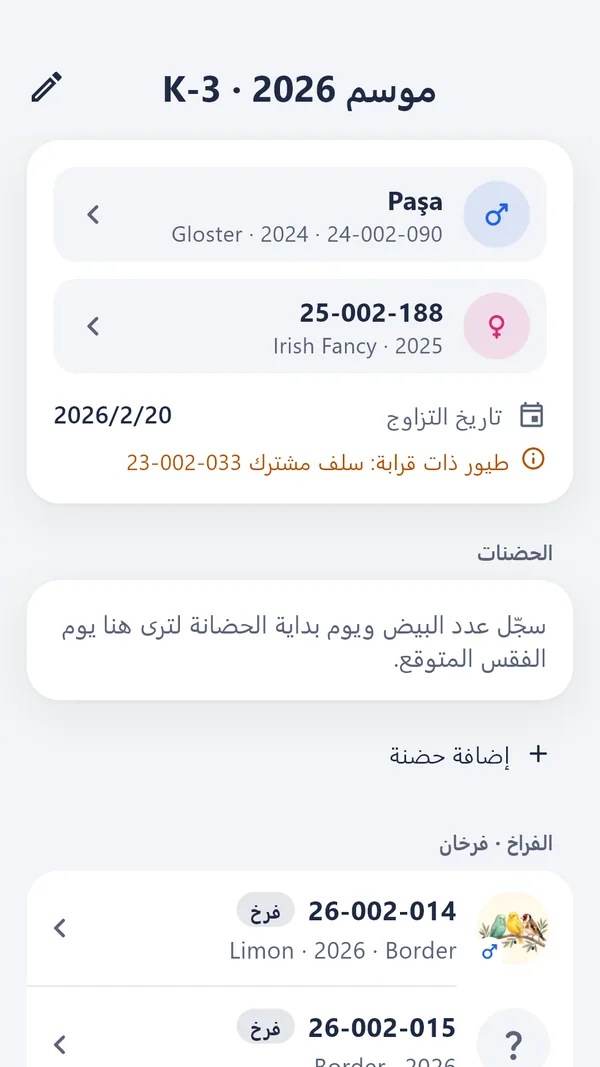 موسم 2026 · K-3
Paşa
Gloster · 2024 · 24-002-090
25-002-188
Irish Fancy · 2025
تاريخ التزاوج 2026/2/20
طيور ذات قرابة: سلف مشترك 23-002-033
الحضنات
سجّل عدد البيض ويوم بداية الحضانة لترى هنا يوم
الفقس المتوقع.
إضافة حضنة
الفراخ · فرخان
26-002-014 فرخ
Limon · 2026 · Border
26-002-015 فرخ
Border · 2026